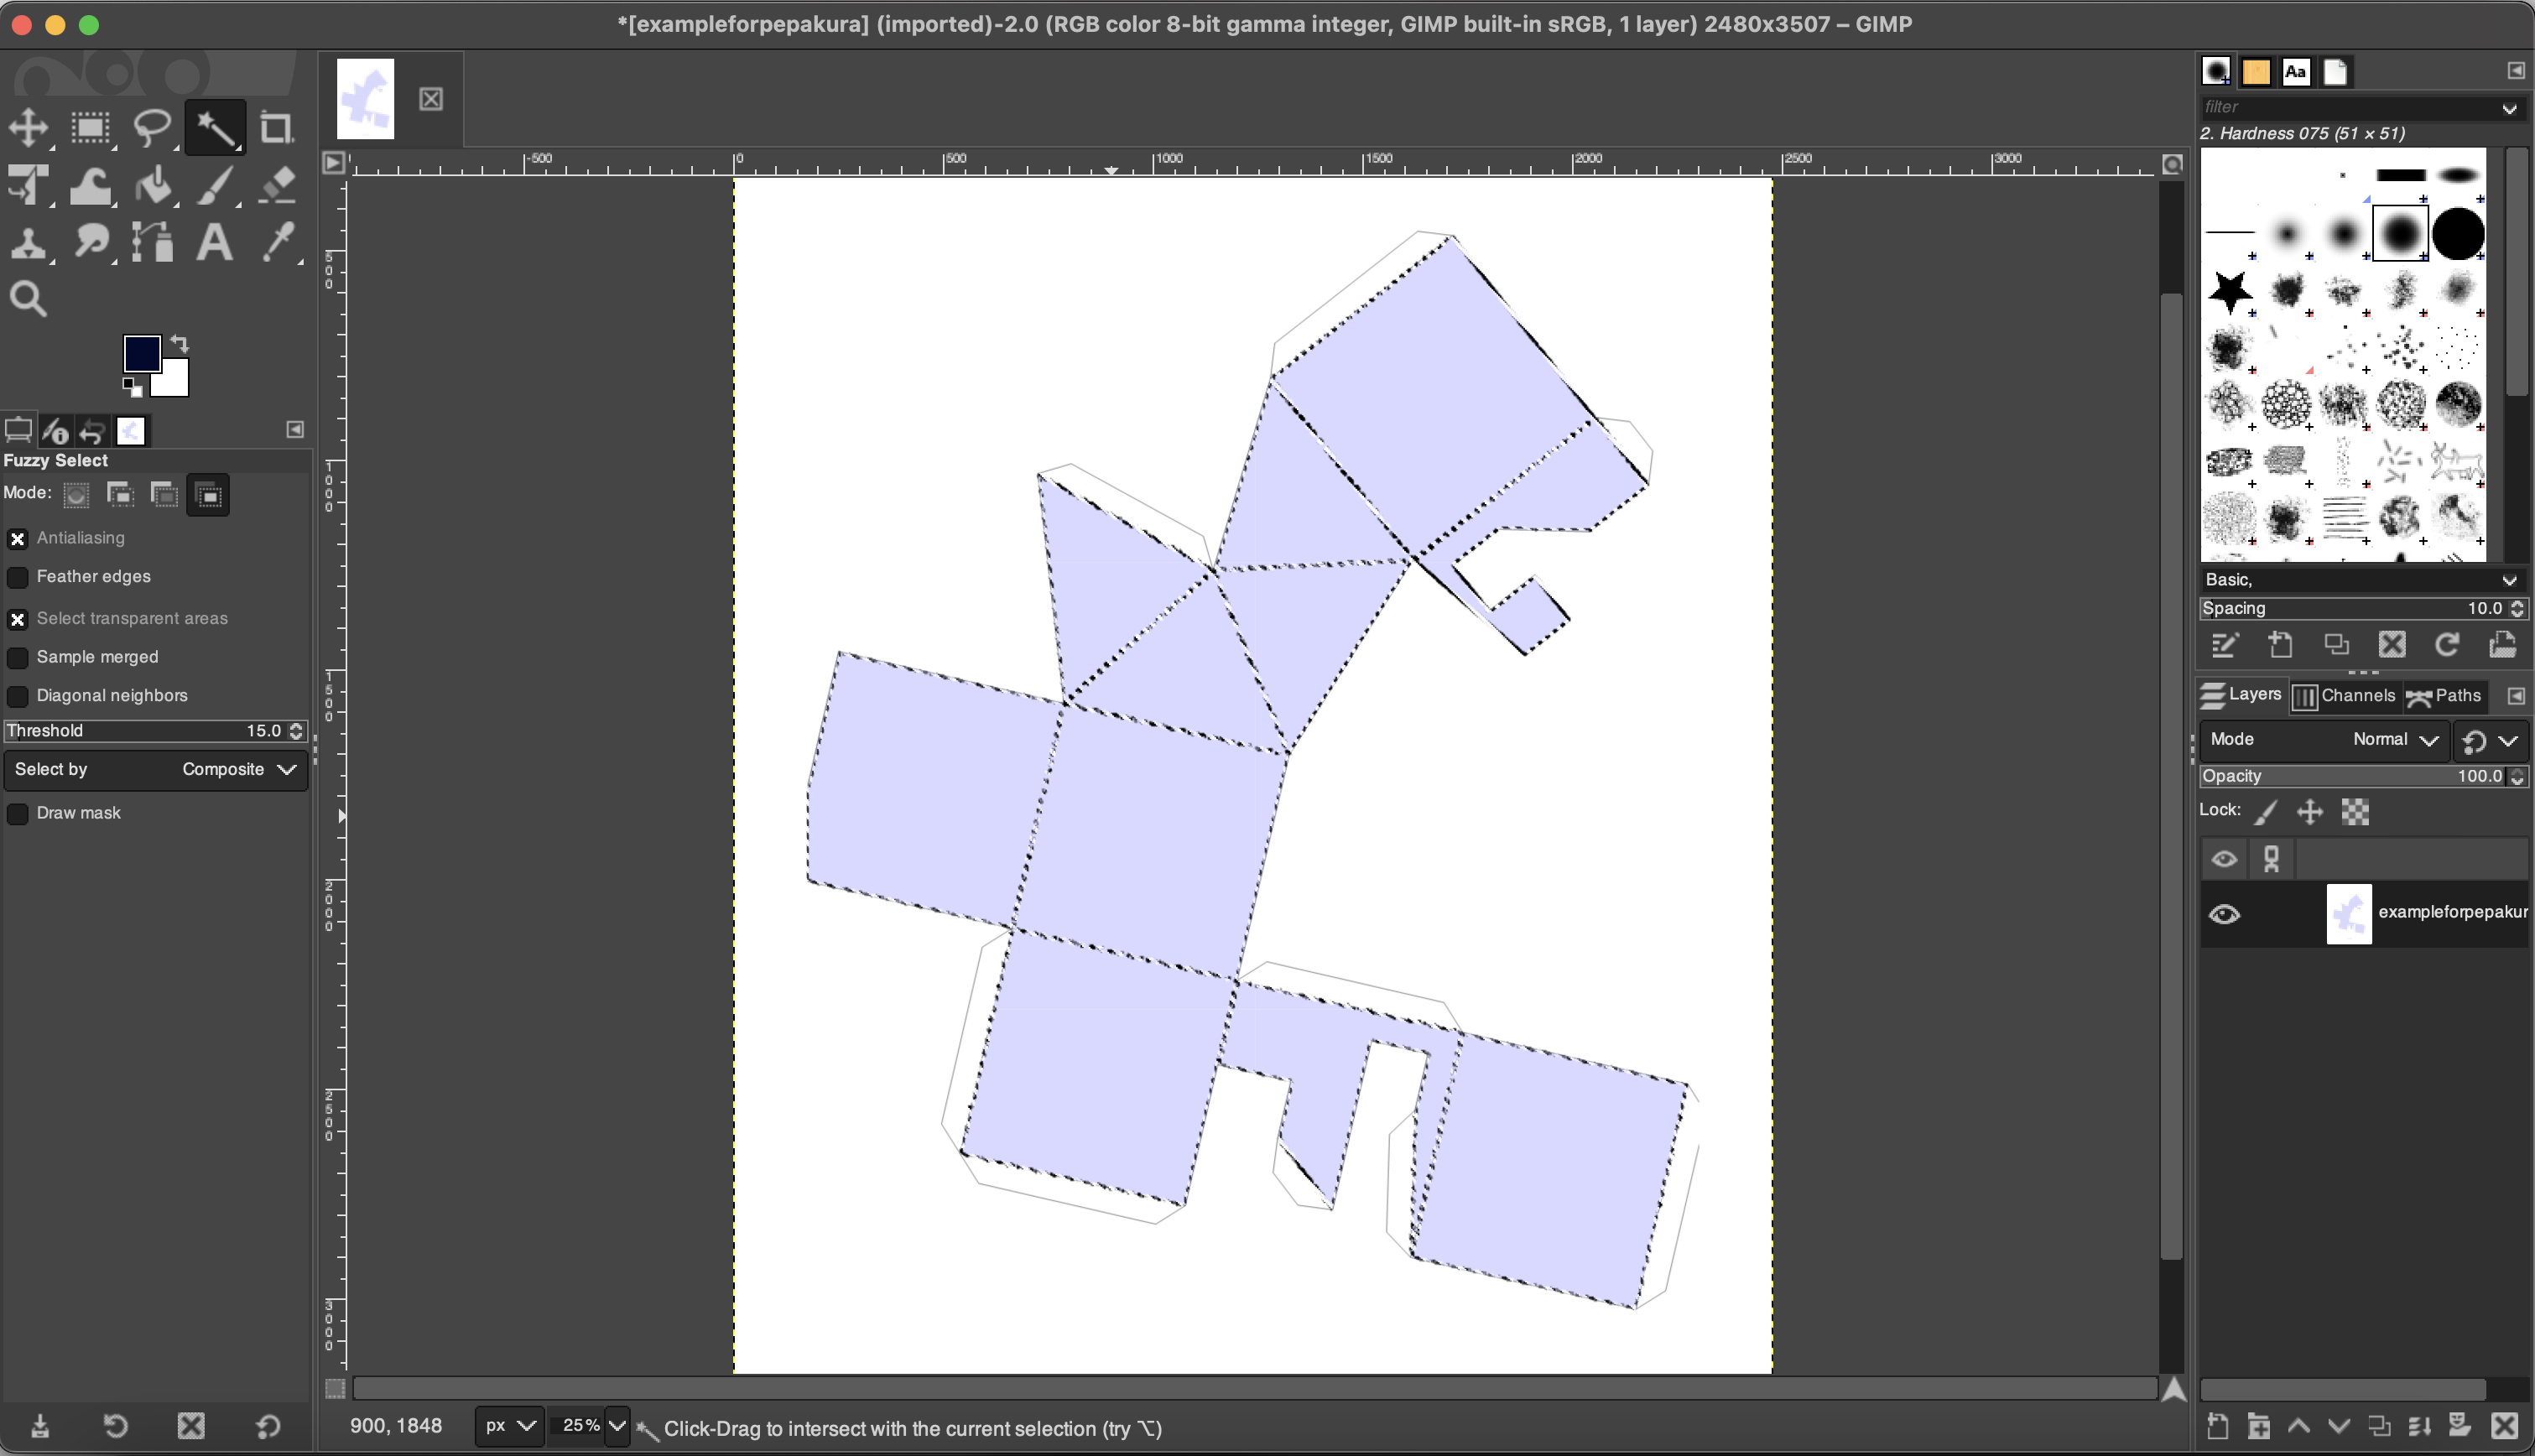 *[exampleforpepakura] (imported)-2.0 (RGB color 8-bit gamma integer, GIMP built-in sRGB, 1 layer) 2480x3507 – GIMP
-500 0 500 1000 1500 2000 2500 3000
500
1000
1500
2000
2500
3000
Fuzzy Select
Mode:
Antialiasing
Feather edges
Select transparent areas
Sample merged
Diagonal neighbors
Threshold 15.0
Select by Composite
Draw mask
900, 1848 px 25% Click-Drag to intersect with the current selection (try ⌥)
Aa
filter
2. Hardness 075 (51 × 51)
Basic,
Spacing 10.0
Layers Channels Paths
Mode Normal
Opacity 100.0
Lock:
exampleforpepakur